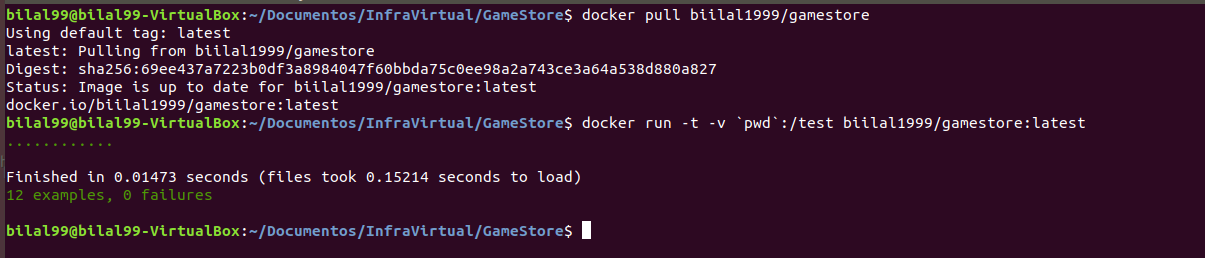 bilal99@bilal99-VirtualBox:~/Documentos/InfraVirtual/GameStore$ docker pull biilal1999/gamestore
Using default tag: latest
latest: Pulling from biilal1999/gamestore
Digest: sha256:69ee437a7223b0df3a8984047f60bbda75c0ee98a2a743ce3a64a538d880a827
Status: Image is up to date for biilal1999/gamestore:latest
docker.io/biilal1999/gamestore:latest
bilal99@bilal99-VirtualBox:~/Documentos/InfraVirtual/GameStore$ docker run -t -v `pwd`:/test biilal1999/gamestore:latest
............
Finished in 0.01473 seconds (files took 0.15214 seconds to load)
12 examples, 0 failures
bilal99@bilal99-VirtualBox:~/Documentos/InfraVirtual/GameStore$